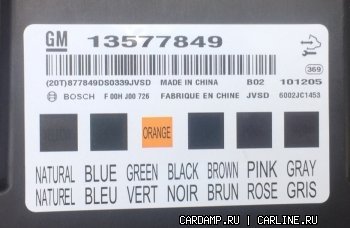 GM 13577849
369
(20T)877849DS0339JVSD MADE IN CHINA B02 101205
BOSCH F 00H J00 726 FABRIQUE EN CHINE JVSD 6002JC1453
ORANGE
NATURAL BLUE GREEN BLACK BROWN PINK GRAY
NATUREL BLEU VERT NOIR BRUN ROSE GRIS
CARDAMP.RU | CARLINE.RU